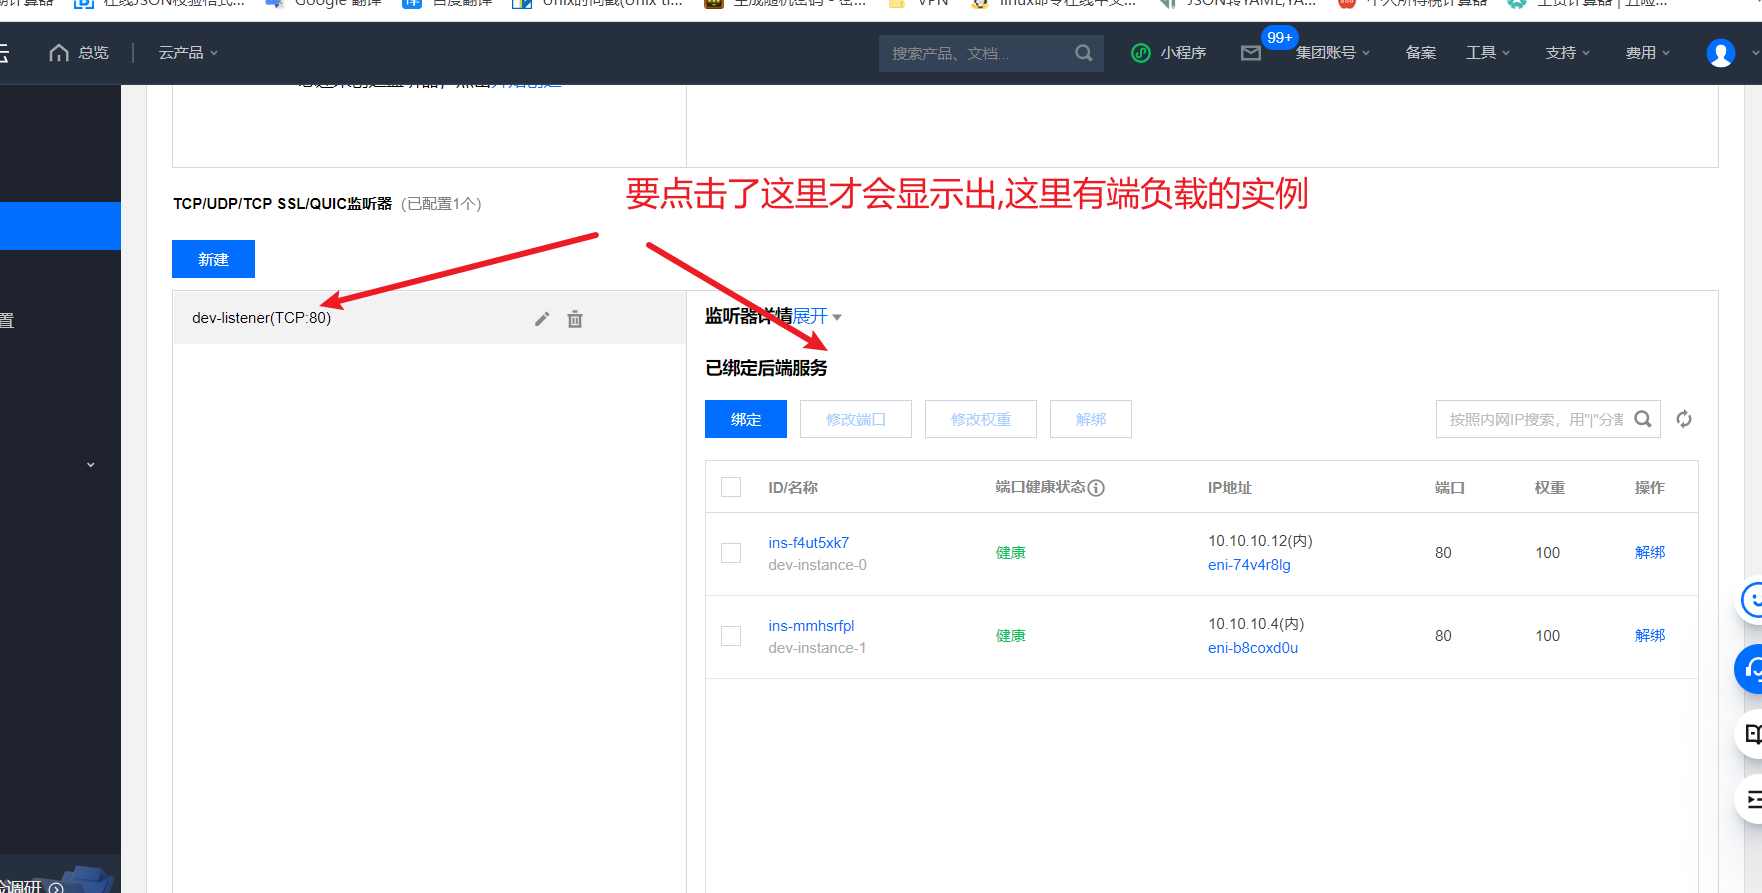 在线JSON校验格式...
Google 翻译
百度翻译
Unix时间戳(Unix ti...
生成随机密码 - 密...
VPN
linux命令在线中文...
JSON转YAML,YA...
个人所得税计算器
工资计算器 | 五险...
云
总览
云产品
搜索产品、文档...
小程序
99+
集团账号
备案
工具
支持
费用
TCP/UDP/TCP SSL/QUIC监听器 (已配置1个)
要点击了这里才会显示出,这里有端负载的实例
新建
dev-listener(TCP:80)
监听器详情展开
已绑定后端服务
绑定
修改端口
修改权重
解绑
按照内网IP搜索，用"|"分割
ID/名称
端口健康状态
IP地址
端口
权重
操作
ins-f4ut5xk7
dev-instance-0
健康
10.10.10.12(内)
eni-74v4r8lg
80
100
解绑
ins-mmhsrfpl
dev-instance-1
健康
10.10.10.4(内)
eni-b8coxd0u
80
100
解绑
置
调研